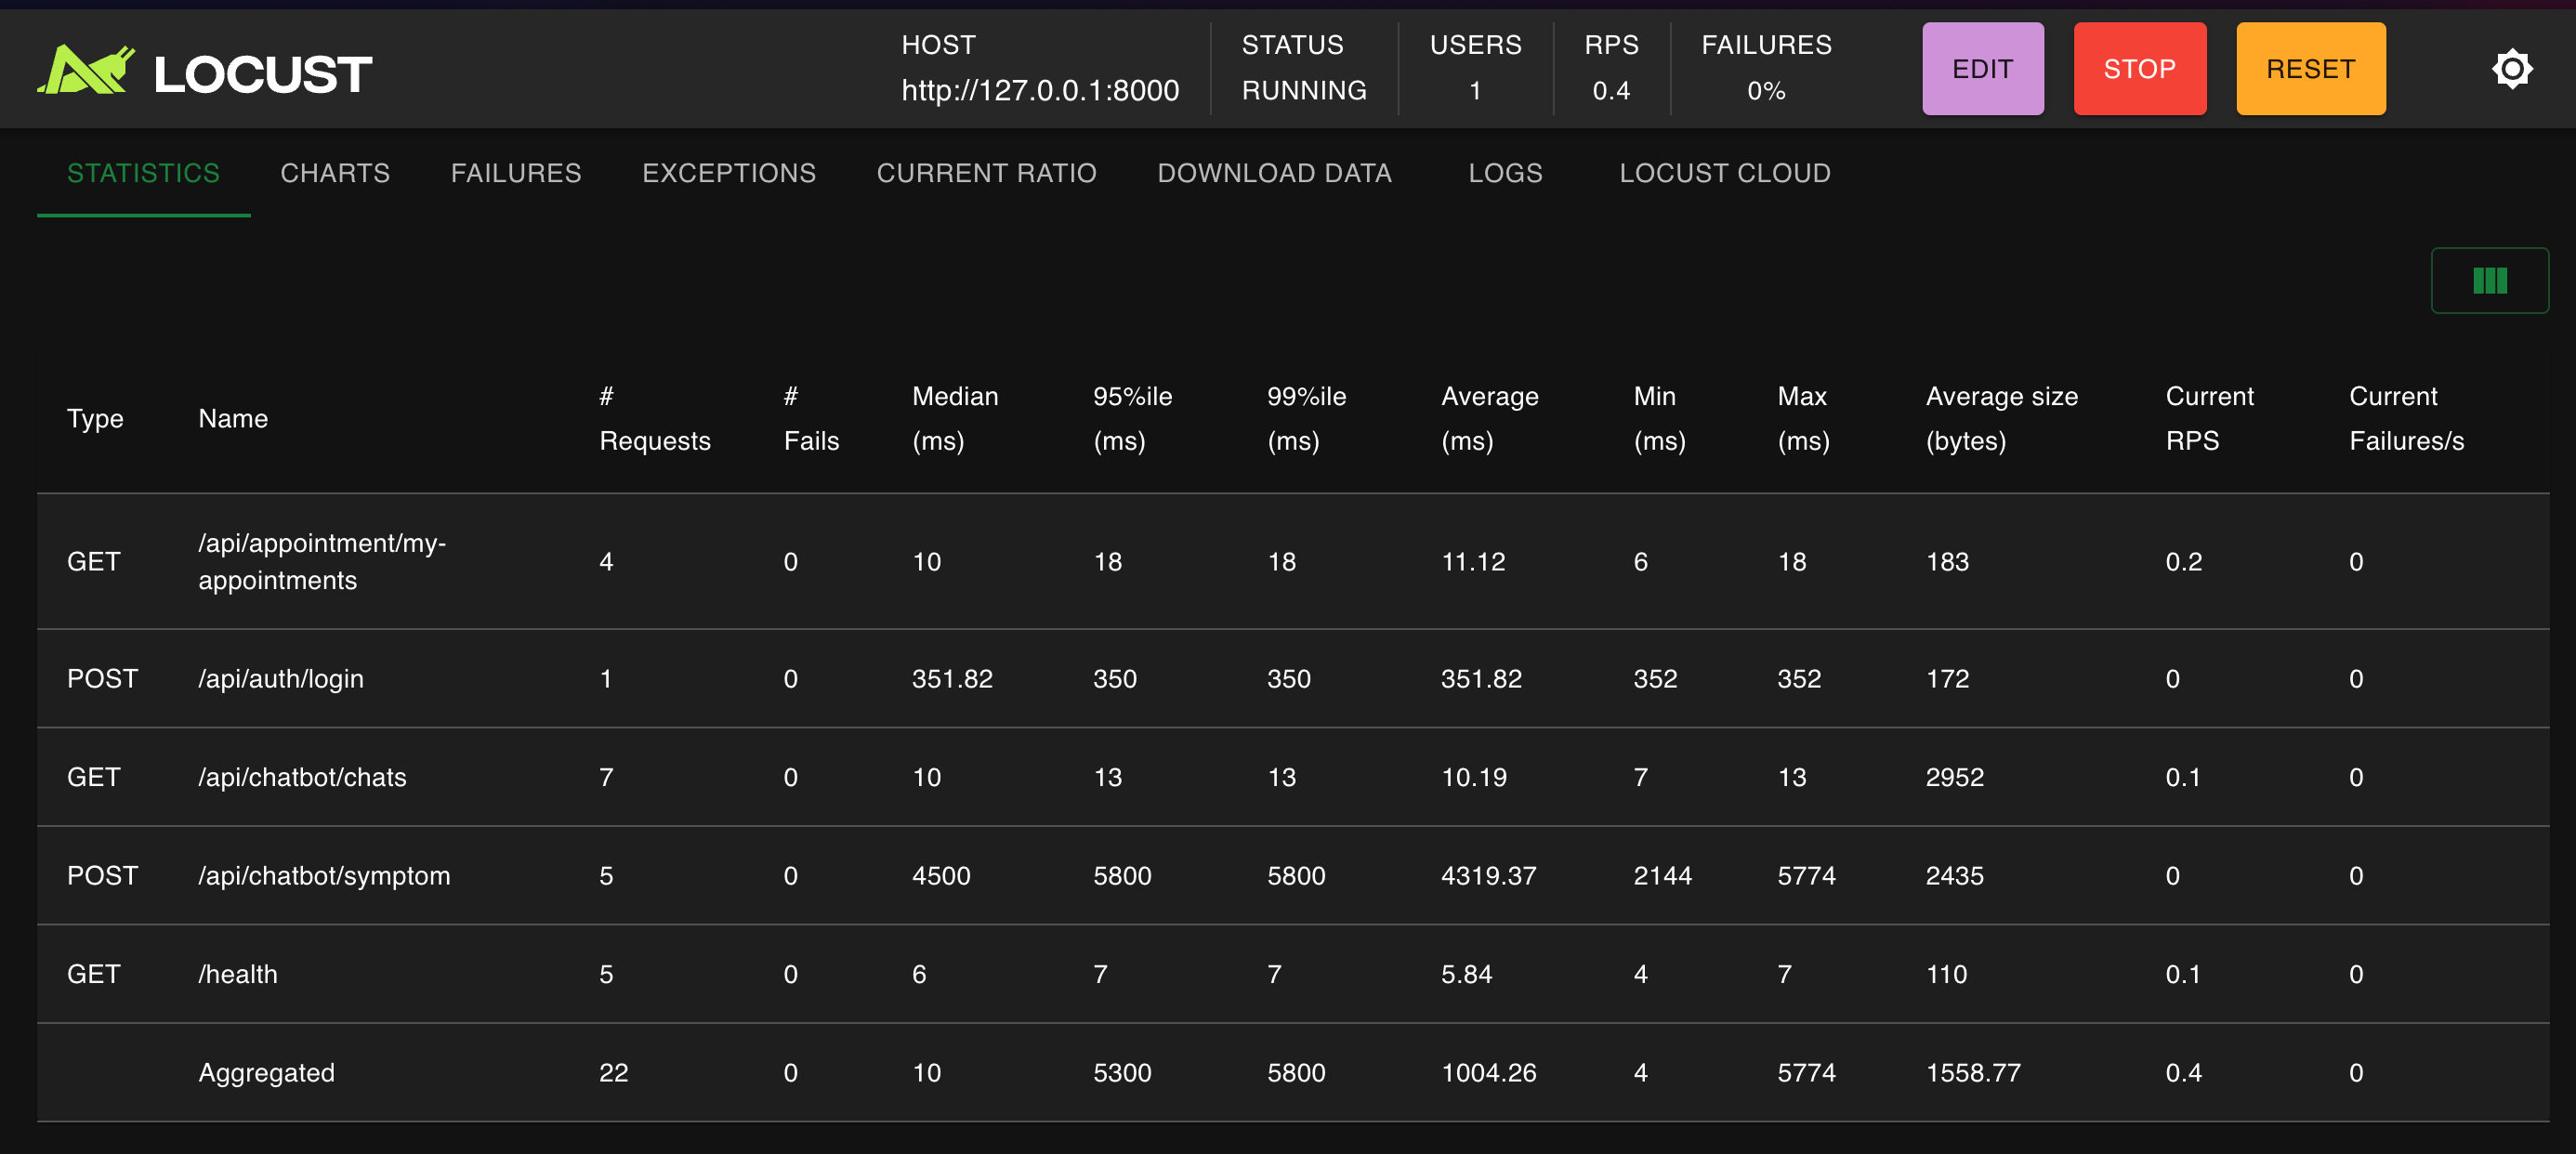 LOCUST
HOST STATUS USERS RPS FAILURES
http://127.0.0.1:8000 RUNNING 1 0.4 0%
EDIT STOP RESET
STATISTICS CHARTS FAILURES EXCEPTIONS CURRENT RATIO DOWNLOAD DATA LOGS LOCUST CLOUD
Type Name # Requests # Fails Median (ms) 95%ile (ms) 99%ile (ms) Average (ms) Min (ms) Max (ms) Average size (bytes) Current RPS Current Failures/s
GET /api/appointment/my-appointments 4 0 10 18 18 11.12 6 18 183 0.2 0
POST /api/auth/login 1 0 351.82 350 350 351.82 352 352 172 0 0
GET /api/chatbot/chats 7 0 10 13 13 10.19 7 13 2952 0.1 0
POST /api/chatbot/symptom 5 0 4500 5800 5800 4319.37 2144 5774 2435 0 0
GET /health 5 0 6 7 7 5.84 4 7 110 0.1 0
Aggregated 22 0 10 5300 5800 1004.26 4 5774 1558.77 0.4 0